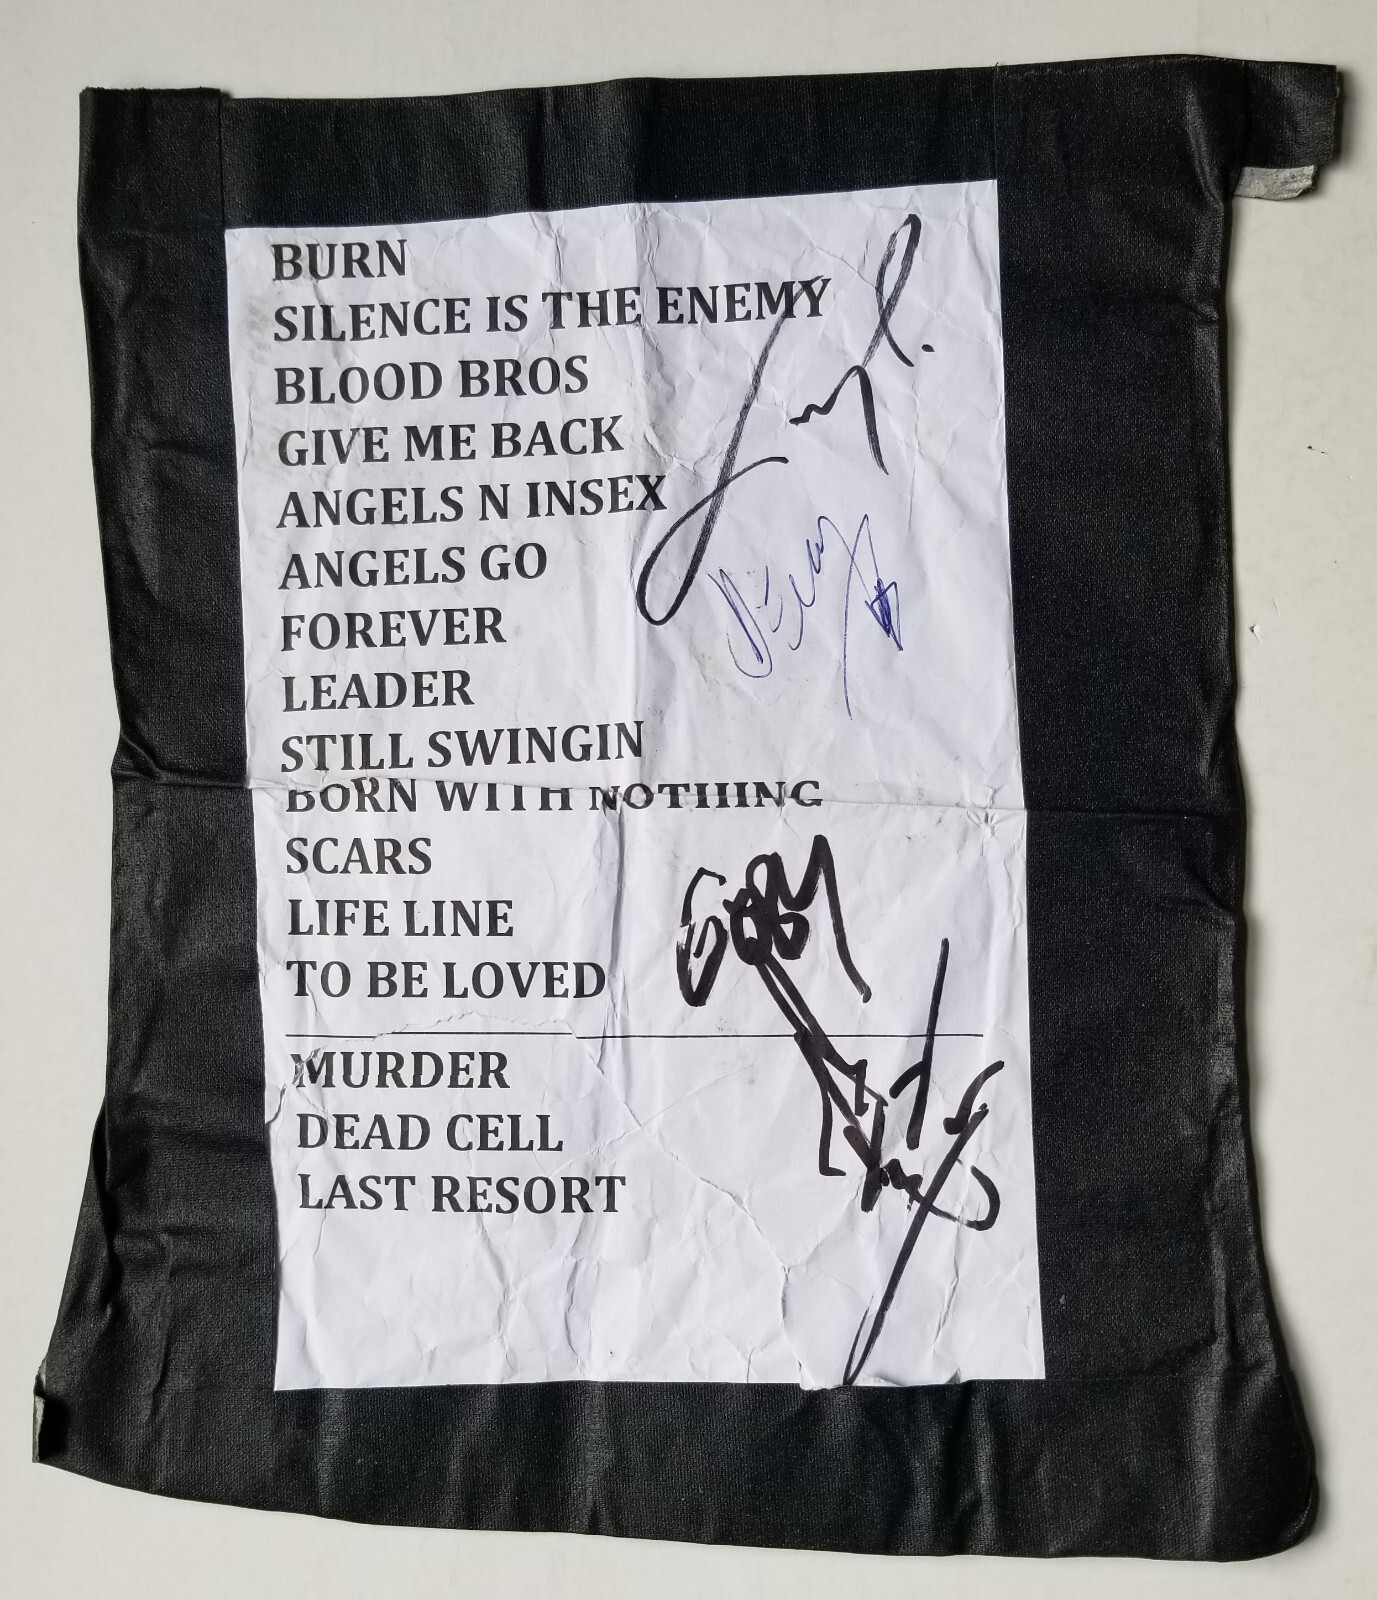 BURN
SILENCE IS THE ENEMY
BLOOD BROS
GIVE ME BACK
ANGELS N INSEX
ANGELS GO
FOREVER
LEADER
STILL SWINGIN
BORN WITH NOTHING
SCARS
LIFE LINE
TO BE LOVED
MURDER
DEAD CELL
LAST RESORT